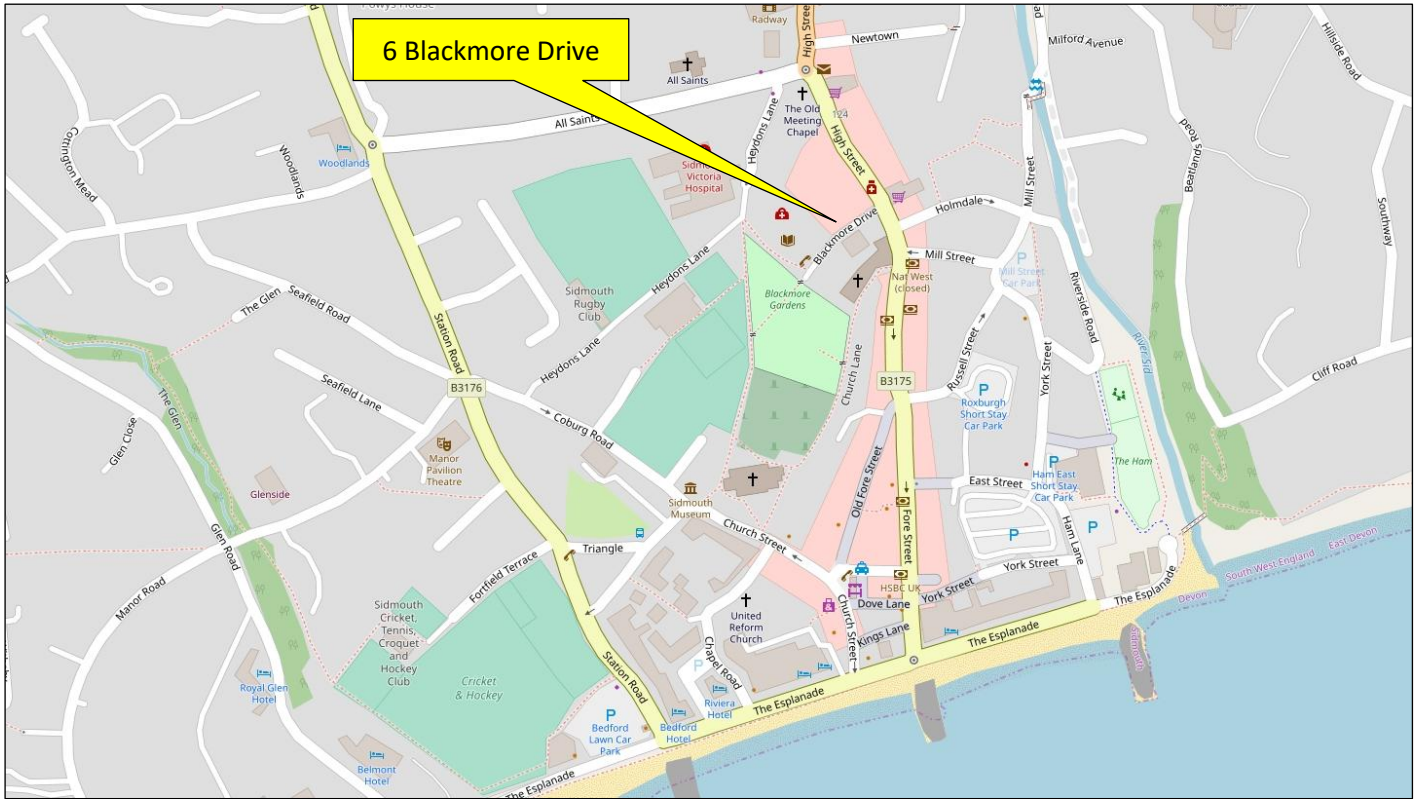 Powys House
Radway
High Street
Newtown
6 Blackmore Drive
All Saints
Milford Avenue
Hillside Road
The Old
Meeting
Chapel
124
All Saints
Heydons Lane
High Street
Cottington Mead
Woodlands
Woodlands
Victoria
Hospital
Mill Street
Beatlands Road
Southway
Holmdale
Blackmore Drive
Mill Street
Nat West
(closed)
Mill Street
Car Park
Riverside Road
River Sid
The Glen
Seafield Road
Sidmouth
Rugby
Club
Heydons Lane
Blackmore
Gardens
Station Road
Heydons Lane
Church Lane
Russell Street
York Street
Cliff Road
B3176
B3175
Seafield Lane
The Glen
Glen Close
Coburg Road
Roxburgh
Short Stay
Car Park
Manor
Pavilion
Theatre
The Ham
Ham East
Short Stay
Car Park
Glenside
Old Fore Street
East Street
Sidmouth
Museum
Fore Street
Ham Lane
Glen Road
Church Street
Triangle
Manor Road
Fortfield Terrace
York Street
South West England
East Devon
Devon
HSBC UK
York Street
Dove Lane
The Esplanade
Sidmouth
Cricket,
Tennis,
Croquet
and
Hockey
Club
United
Reform
Church
Church Street
Kings Lane
The Esplanade
Sidmouth
Chapel Road
Station Road
Cricket
& Hockey
Royal Glen
Hotel
Riviera
Hotel
The Esplanade
Bedford
Lawn Car
Park
Bedford
Hotel
Belmont
Hotel
The Esplanade